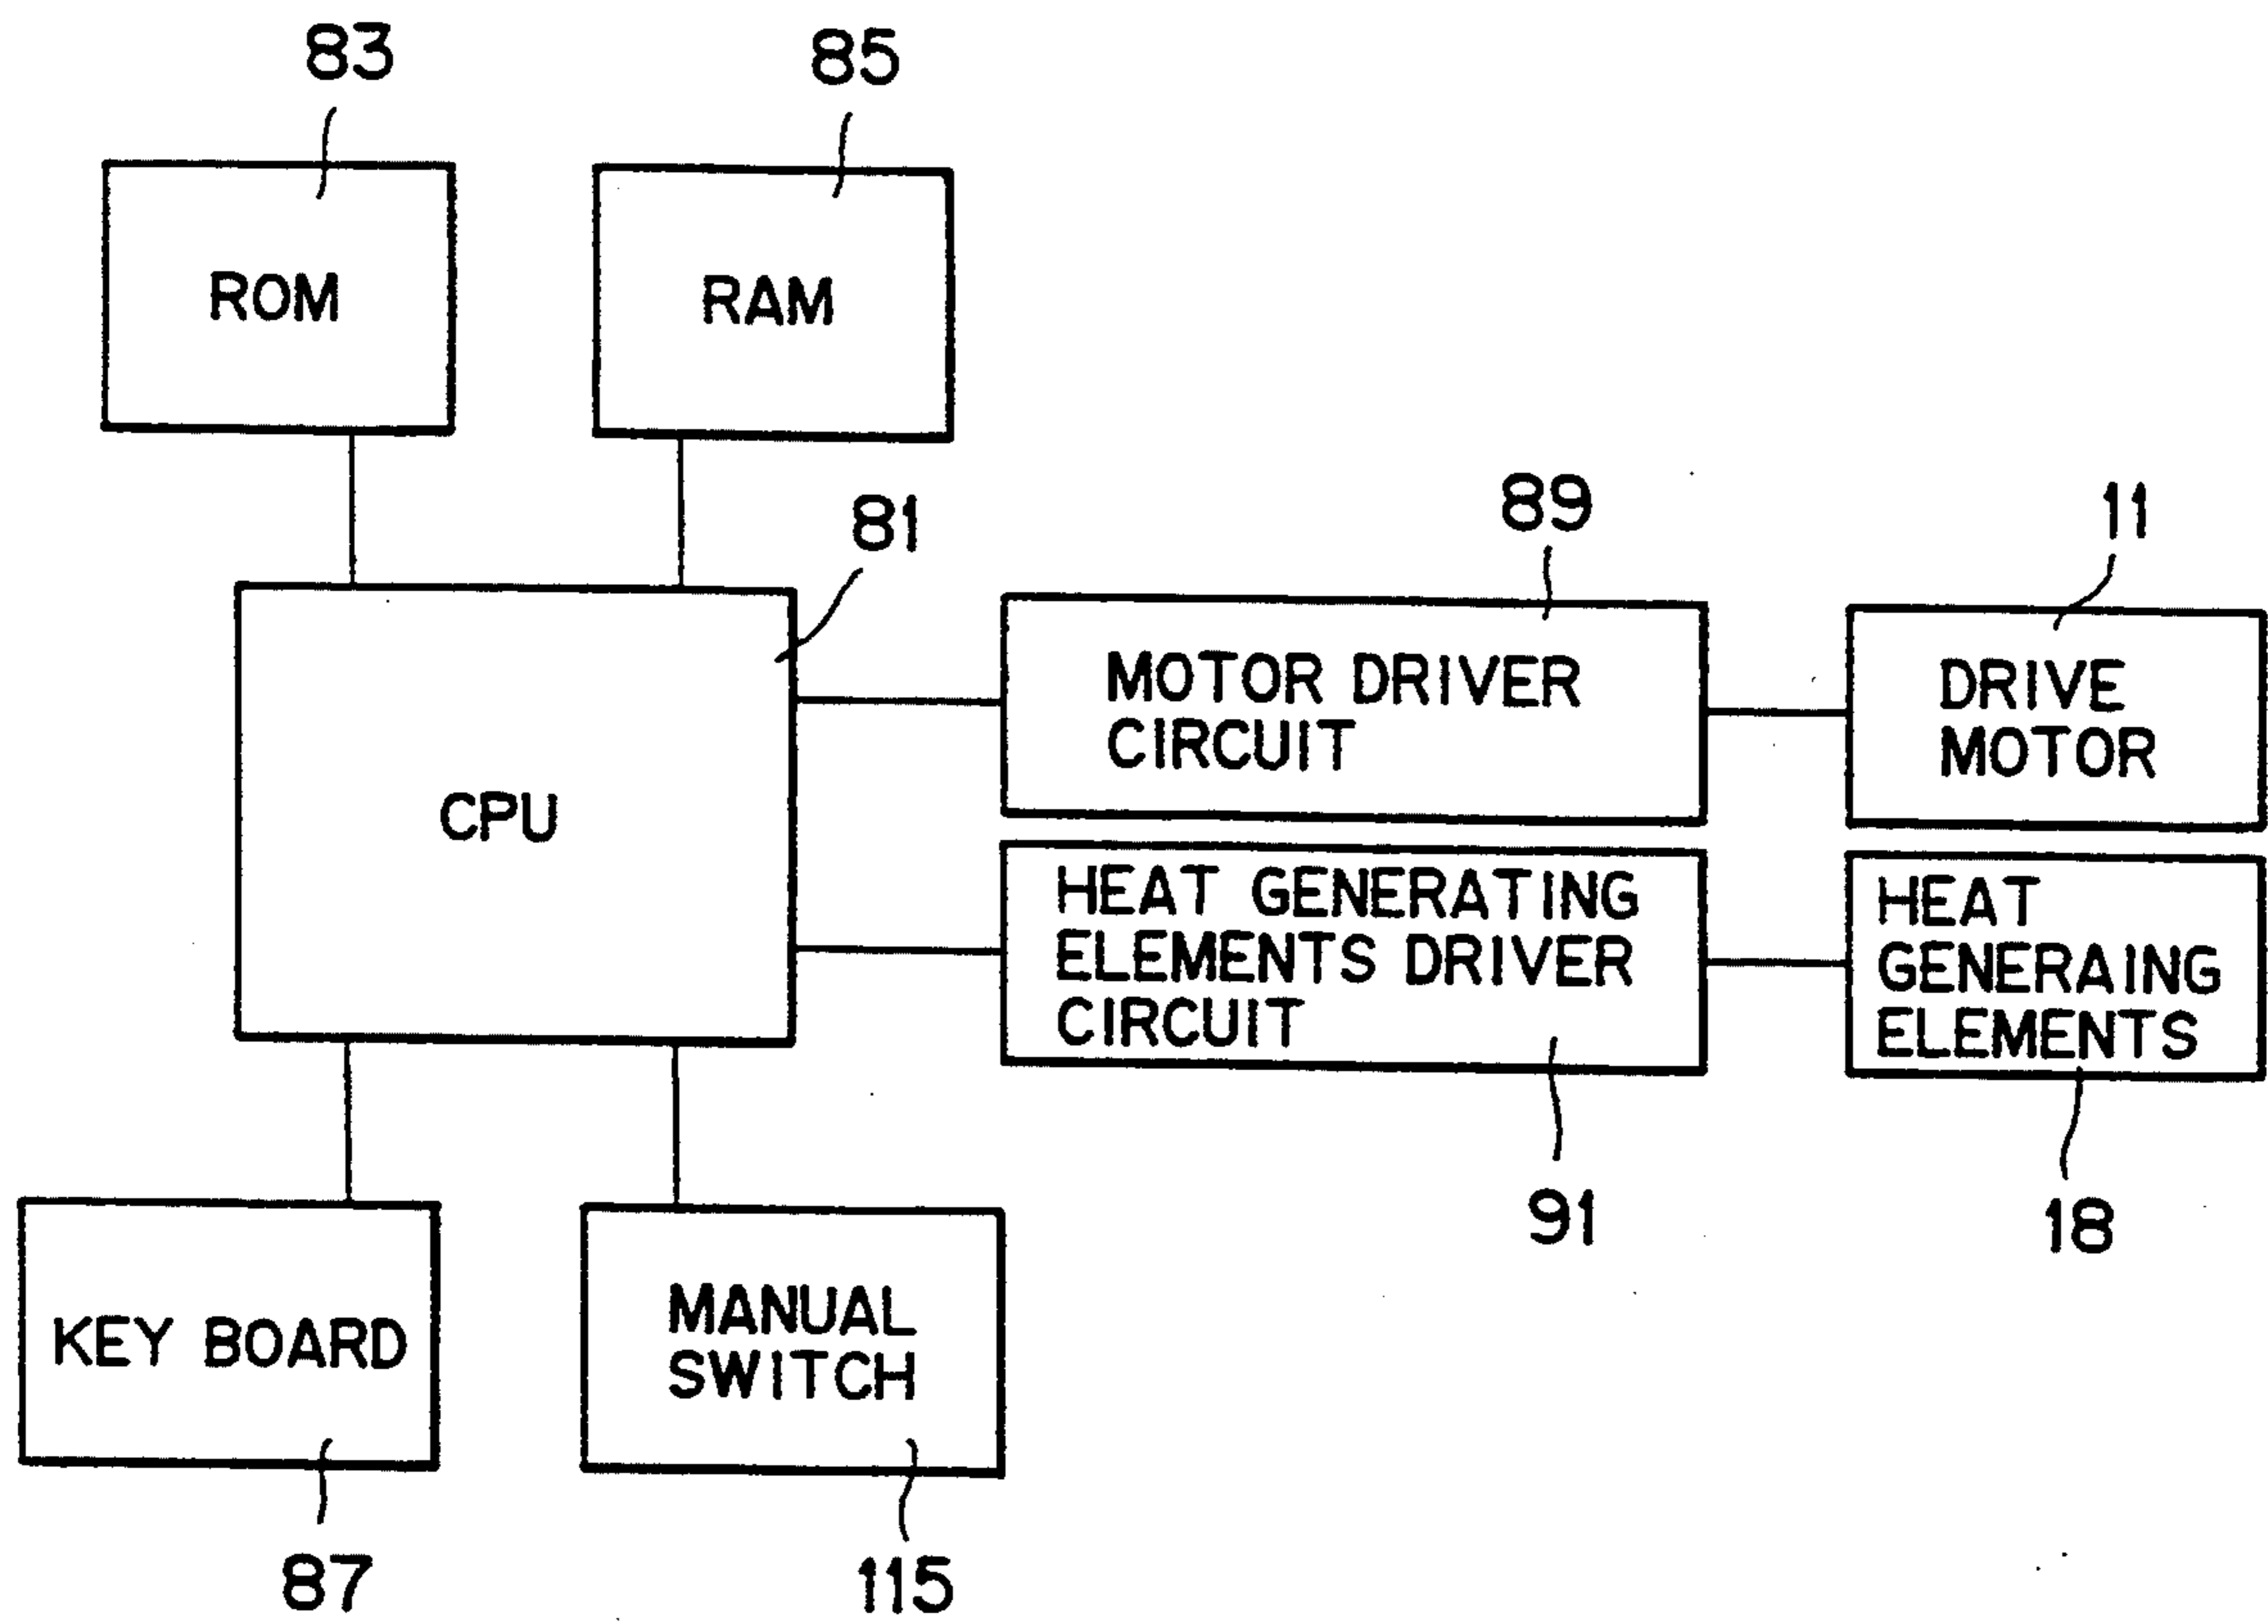 83
85
ROM
RAM
81
89
11
MOTOR DRIVER
CIRCUIT
DRIVE
MOTOR
CPU
HEAT GENERATING
ELEMENTS DRIVER
CIRCUIT
HEAT
GENERAING
ELEMENTS
91
18
KEY BOARD
MANUAL
SWITCH
87
115